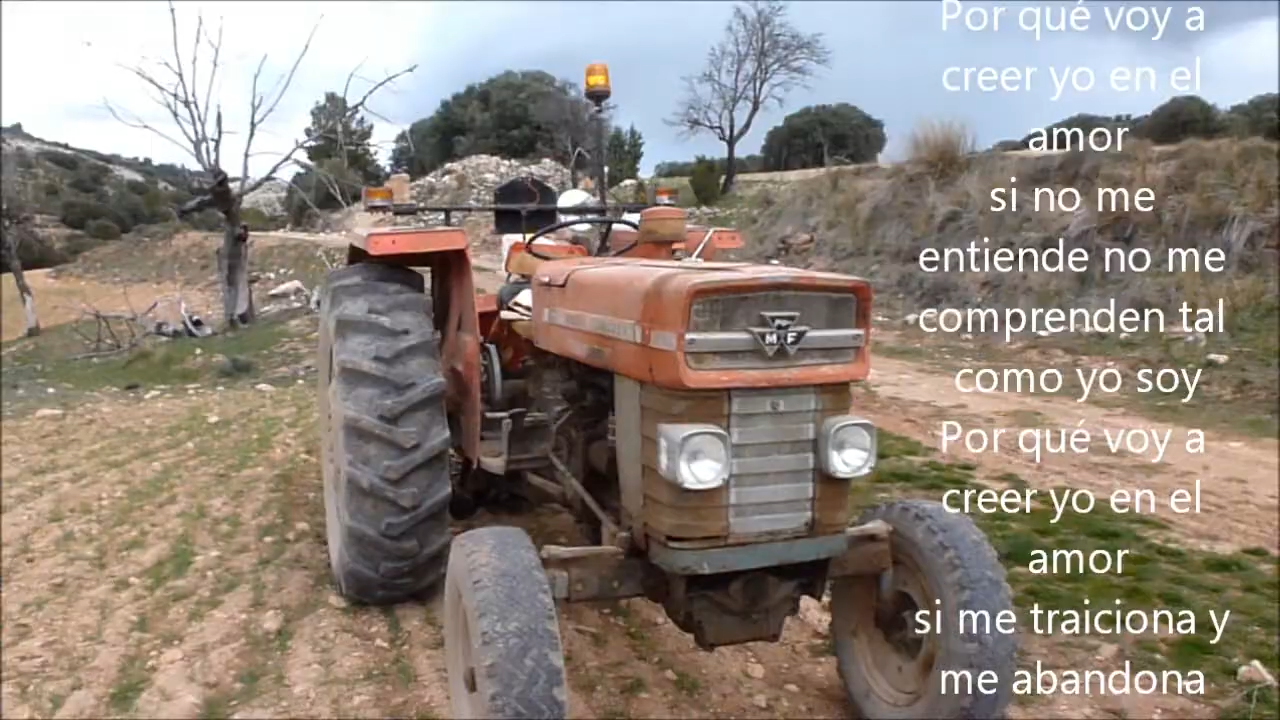 Por qué voy a
creer yo en el
amor
si no me
entiende no me
comprenden tal
como yo soy
Por qué voy a
creer yo en el
amor
si me traiciona y
me abandona
MF